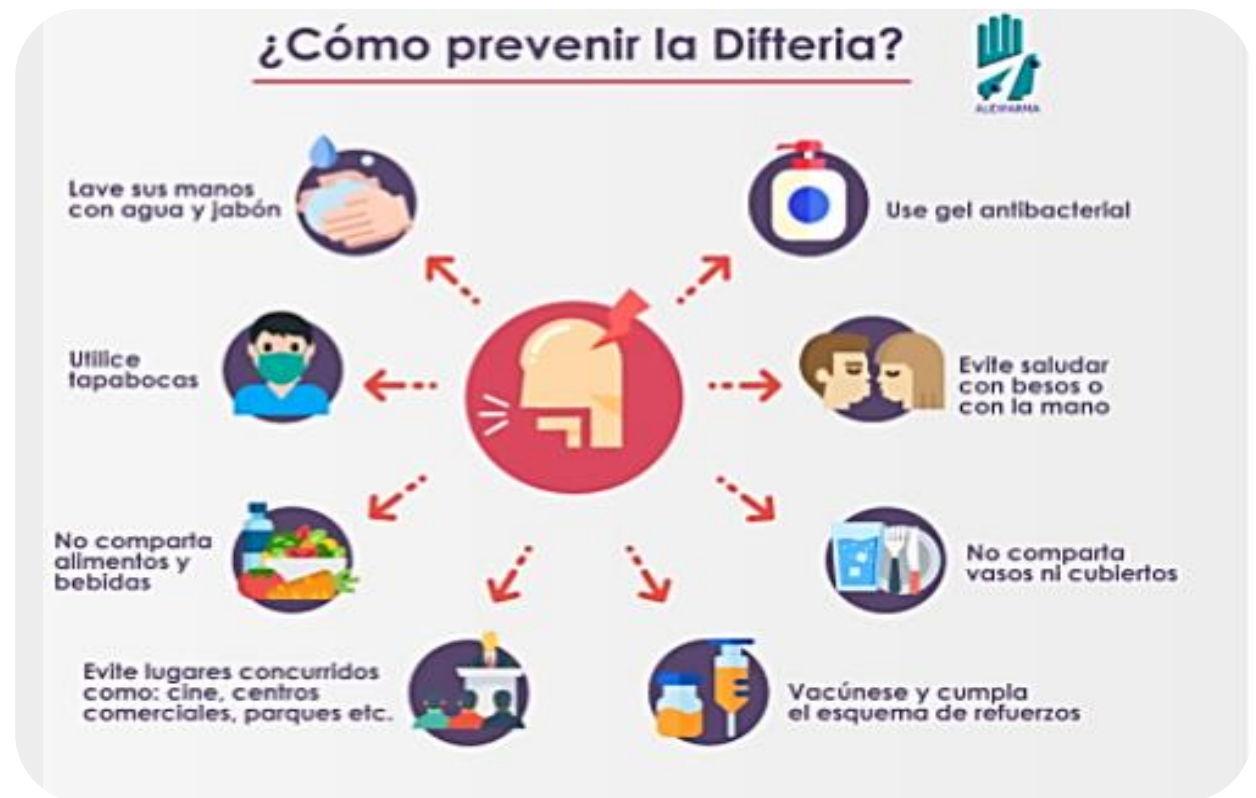 ¿Cómo prevenir la Difteria?
Lave sus manos
con agua y jabón
Use gel antibacterial
Utilice
tapabocas
Evite saludar
con besos o
con la mano
No comparta
alimentos y
bebidas
No comparta
vasos ni cubiertos
Evite lugares concurridos
como: cine, centros
comerciales, parques etc.
Vacúnese y cumpla
el esquema de refuerzos